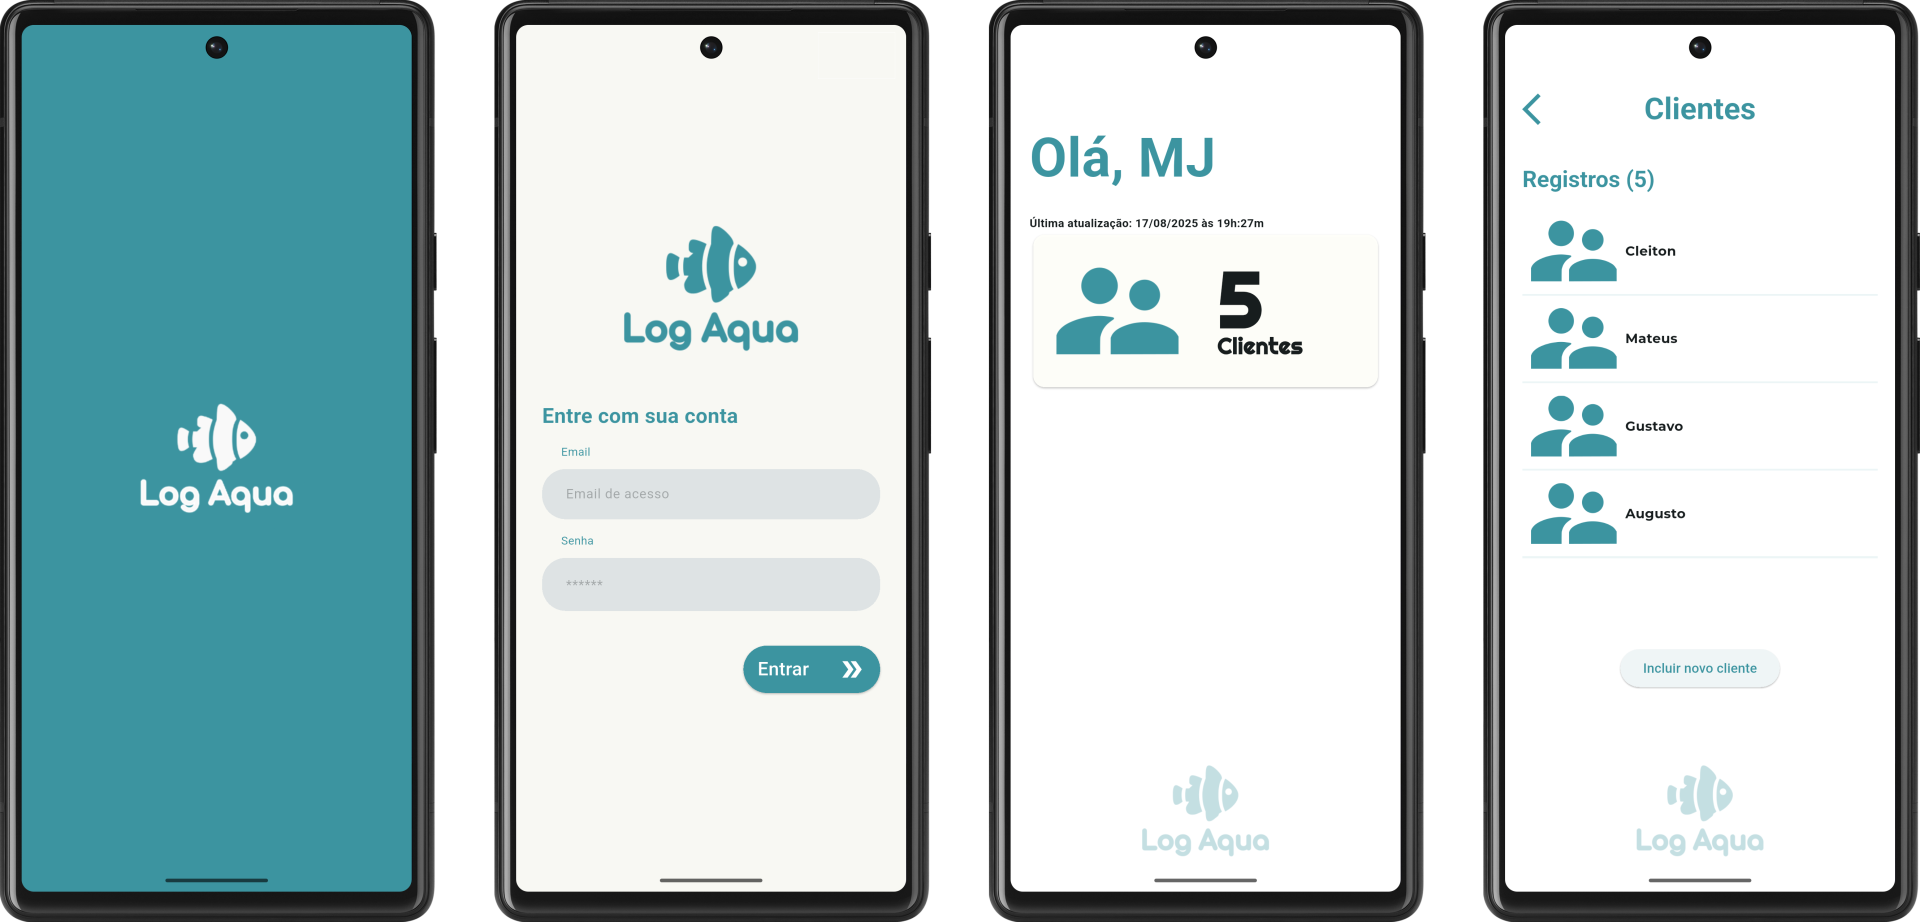 Log Aqua
Log Aqua
Entre com sua conta
Email
Email de acesso
Senha
******
Entrar
Olá, MJ
Última atualização: 17/08/2025 às 19h:27m
5
Clientes
Log Aqua
Clientes
Registros (5)
Cleiton
Mateus
Gustavo
Augusto
Incluir novo cliente
Log Aqua